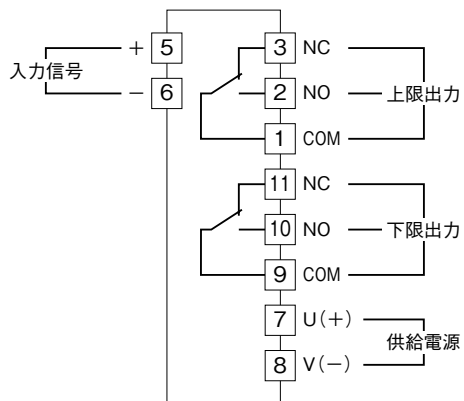 入力信号
+ 5
− 6
3 NC
2 NO
1 COM
上限出力
11 NC
10 NO
9 COM
下限出力
7 U(+)
8 V(−)
供給電源